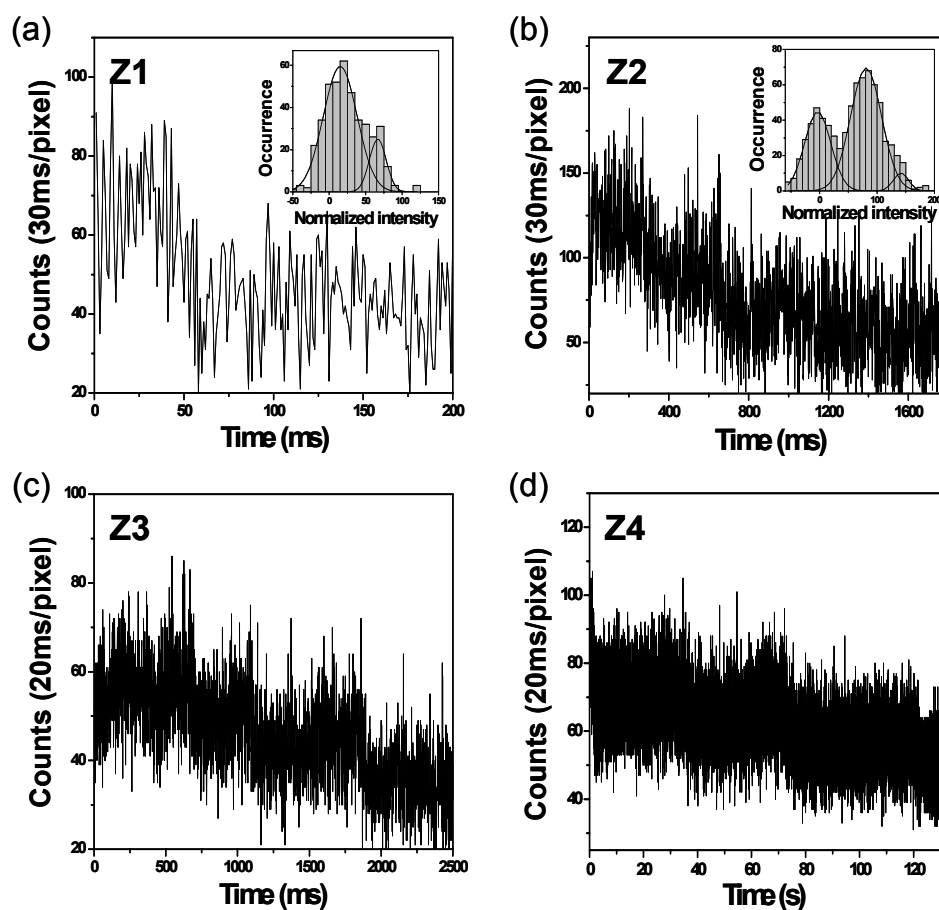 (a)
Z1
Counts (30ms/pixel)
100
80
60
40
20
0 50 100 150 200
Time (ms)
Occurrence
60
40
20
0
-50 0 50 100 150
Normalized intensity
(b)
Z2
Counts (30ms/pixel)
200
150
100
50
0 400 800 1200 1600
Time (ms)
Occurrence
80
60
40
20
0
0 100 200
Normalized intensity
(c)
Z3
Counts (20ms/pixel)
100
80
60
40
20
0 500 1000 1500 2000 2500
Time (ms)
(d)
Z4
Counts (20ms/pixel)
120
100
80
60
40
0 20 40 60 80 100 120
Time (s)